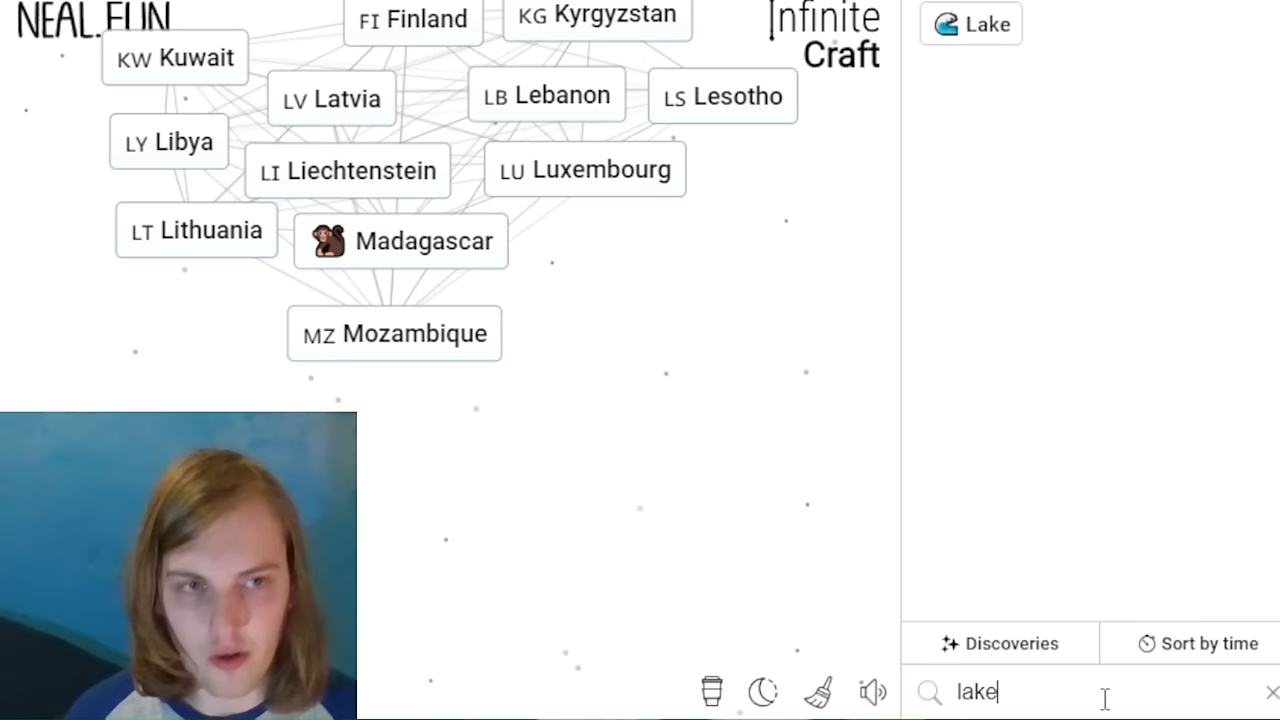 NEAL.FUN
FI Finland
KG Kyrgyzstan
Infinite
Craft
Lake
KW Kuwait
LV Latvia
LB Lebanon
LS Lesotho
LY Libya
LI Liechtenstein
LU Luxembourg
LT Lithuania
Madagascar
MZ Mozambique
Discoveries
Sort by time
lake